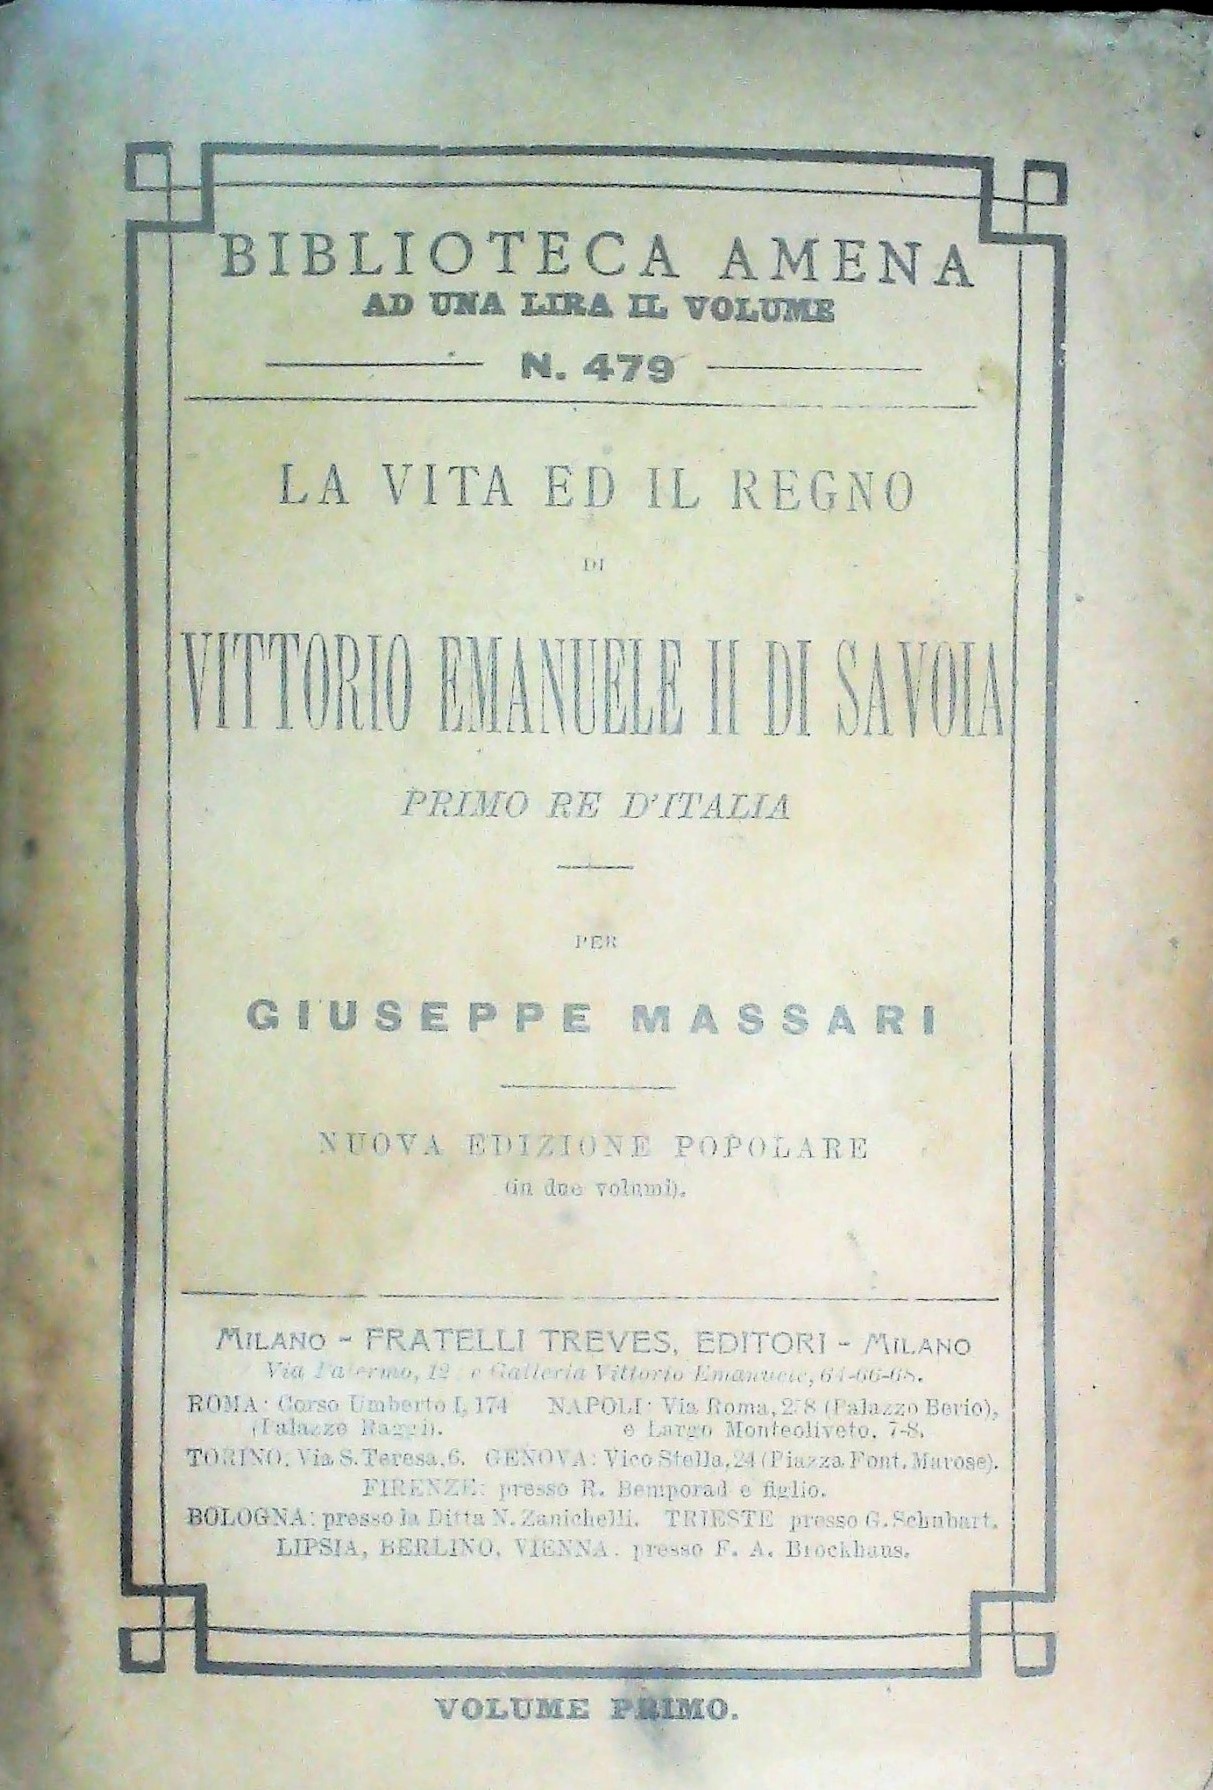 BIBLIOTECA AMENA
AD UNA LIRA IL VOLUME
N. 479
LA VITA ED IL REGNO
DI
VITTORIO EMANUELE II DI SAVOIA
PRIMO RE D'ITALIA
PER
GIUSEPPE MASSARI
NUOVA EDIZIONE POPOLARE
(in due volumi).
MILANO - FRATELLI TREVES, EDITORI - MILANO
Via Palermo, 12 e Galleria Vittorio Emanuele, 64-66-68.
ROMA: Corso Umberto I, 174 NAPOLI: Via Roma, 258 (Palazzo Berio),
(Palazzo Raggi). e Largo Monteoliveto, 7-8.
TORINO: Via S. Teresa, 6. GENOVA: Vico Stella, 24 (Piazza Font. Marose).
FIRENZE: presso R. Bemporad e figlio.
BOLOGNA: presso la Ditta N. Zanichelli. TRIESTE presso G. Schubart.
LIPSIA, BERLINO, VIENNA. presso F. A. Brockhaus.
VOLUME PRIMO.